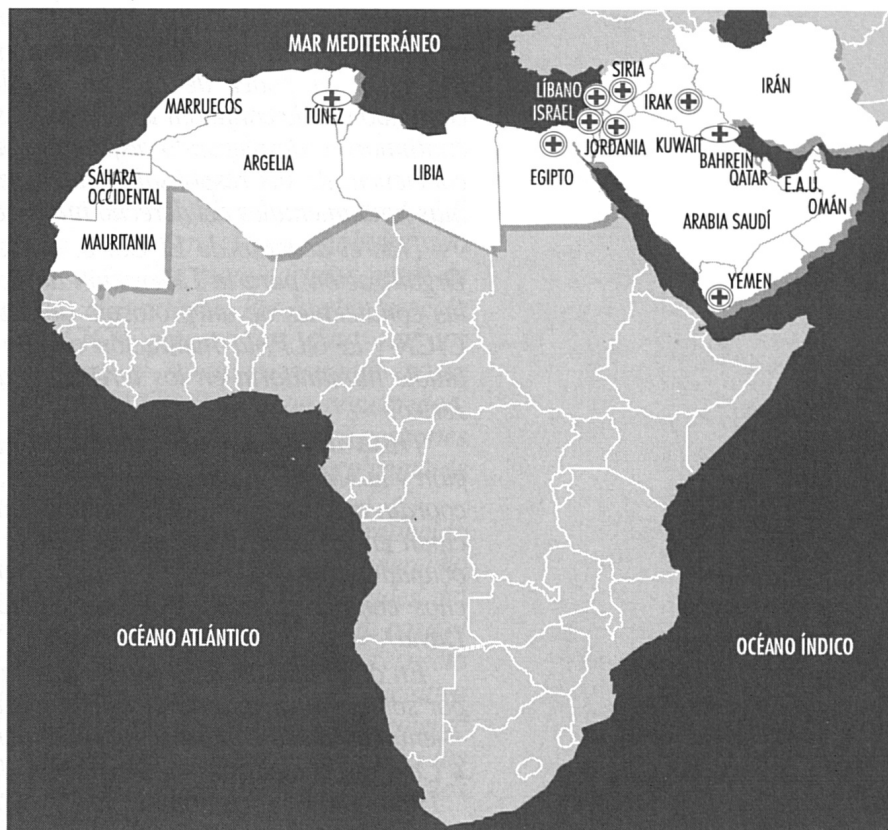 MAR MEDITERRÁNEO
SIRIA
IRÁN
LÍBANO
MARRUECOS
IRAK
ISRAEL
TÚNEZ
JORDANIA
KUWAIT
ARGELIA
LIBIA
EGIPTO
BAHREIN
SÁHARA
OCCIDENTAL
QATAR
E.A.U.
OMÁN
ARABIA SAUDÍ
MAURITANIA
YEMEN
OCÉANO ATLÁNTICO
OCÉANO ÍNDICO